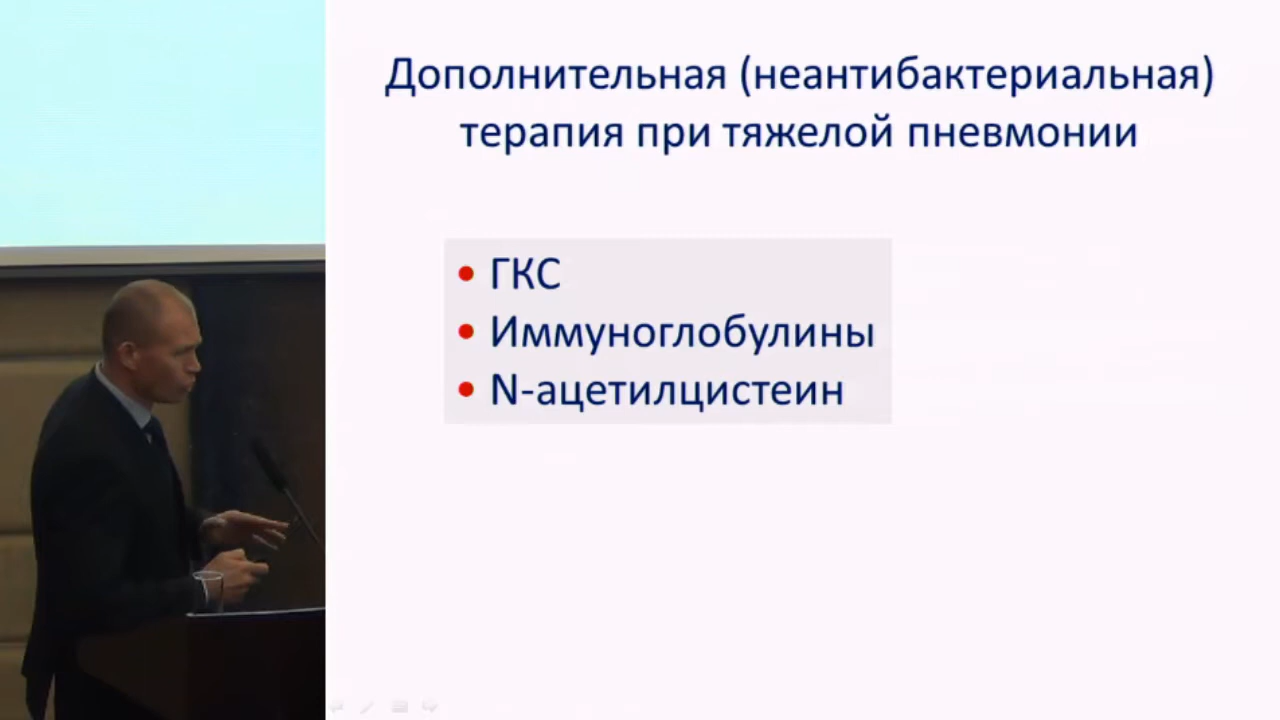 Дополнительная (неантибактериальная)
терапия при тяжелой пневмонии
• ГКС
• Иммуноглобулины
• N-ацетилцистеин